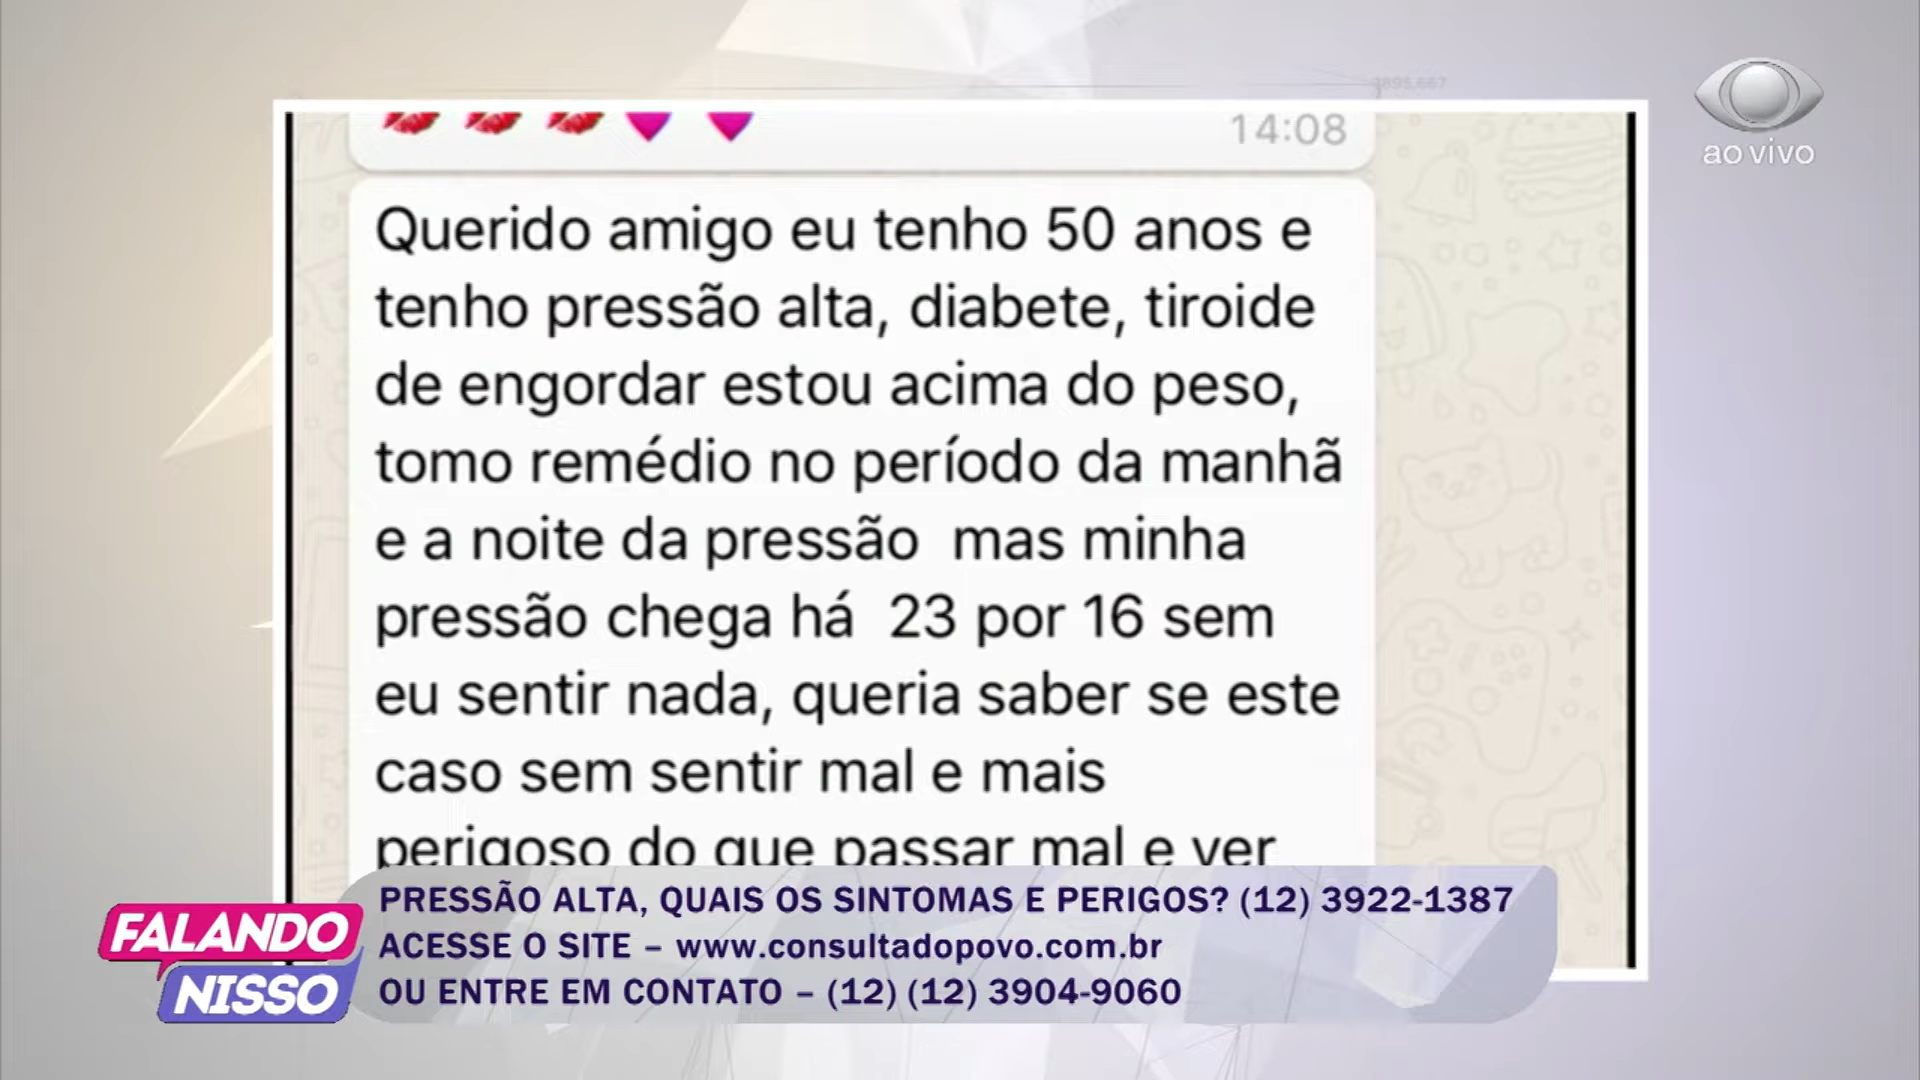 3895,667
14:08
ao vivo
Querido amigo eu tenho 50 anos e
tenho pressão alta, diabete, tiroide
de engordar estou acima do peso,
tomo remédio no período da manhã
e a noite da pressão  mas minha
pressão chega há  23 por 16 sem
eu sentir nada, queria saber se este
caso sem sentir mal e mais
perigoso do que passar mal e ver
PRESSÃO ALTA, QUAIS OS SINTOMAS E PERIGOS? (12) 3922-1387
ACESSE O SITE – www.consultadopovo.com.br
OU ENTRE EM CONTATO – (12) (12) 3904-9060
FALANDO
NISSO